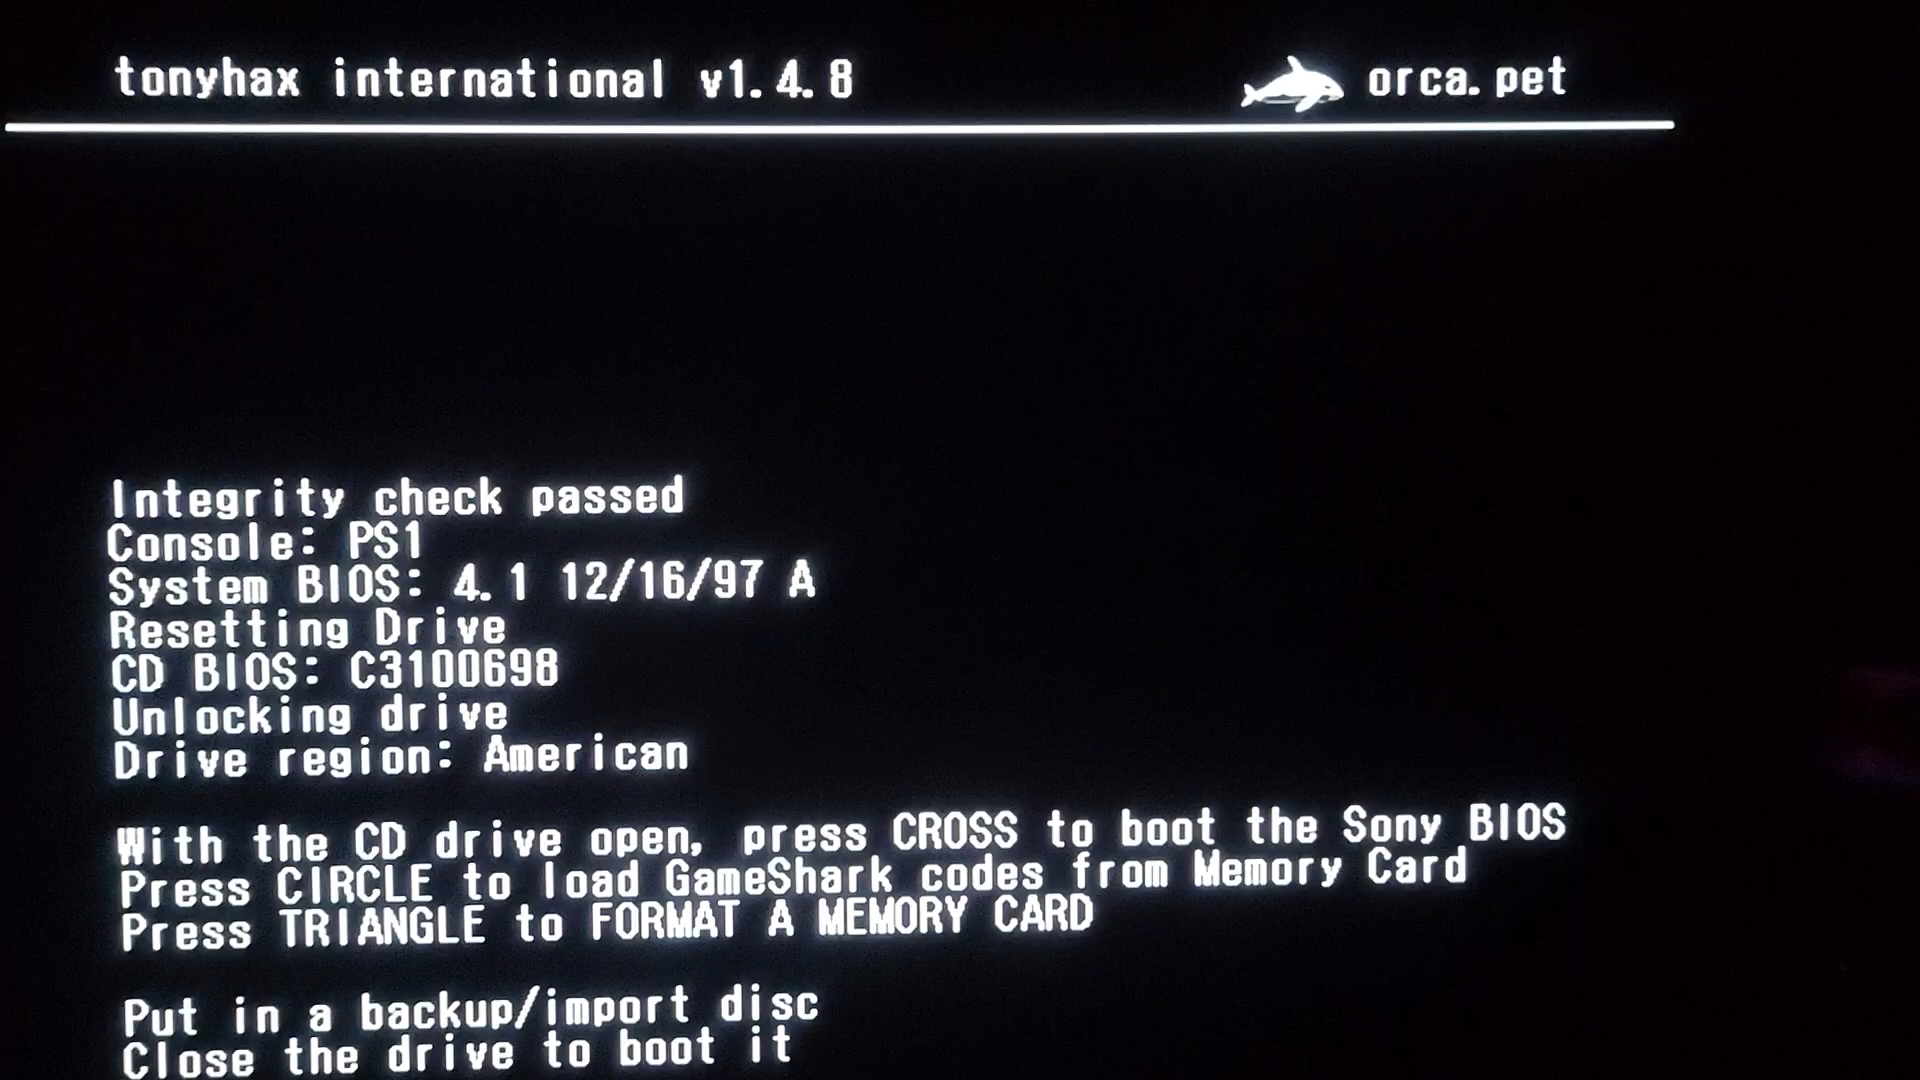 tonyhax international v1.4.8
orca.pet
Integrity check passed
Console: PS1
System BIOS: 4.1 12/16/97 A
Resetting Drive
CD BIOS: C3100698
Unlocking drive
Drive region: American
With the CD drive open, press CROSS to boot the Sony BIOS
Press CIRCLE to load GameShark codes from Memory Card
Press TRIANGLE to FORMAT A MEMORY CARD
Put in a backup/import disc
Close the drive to boot it